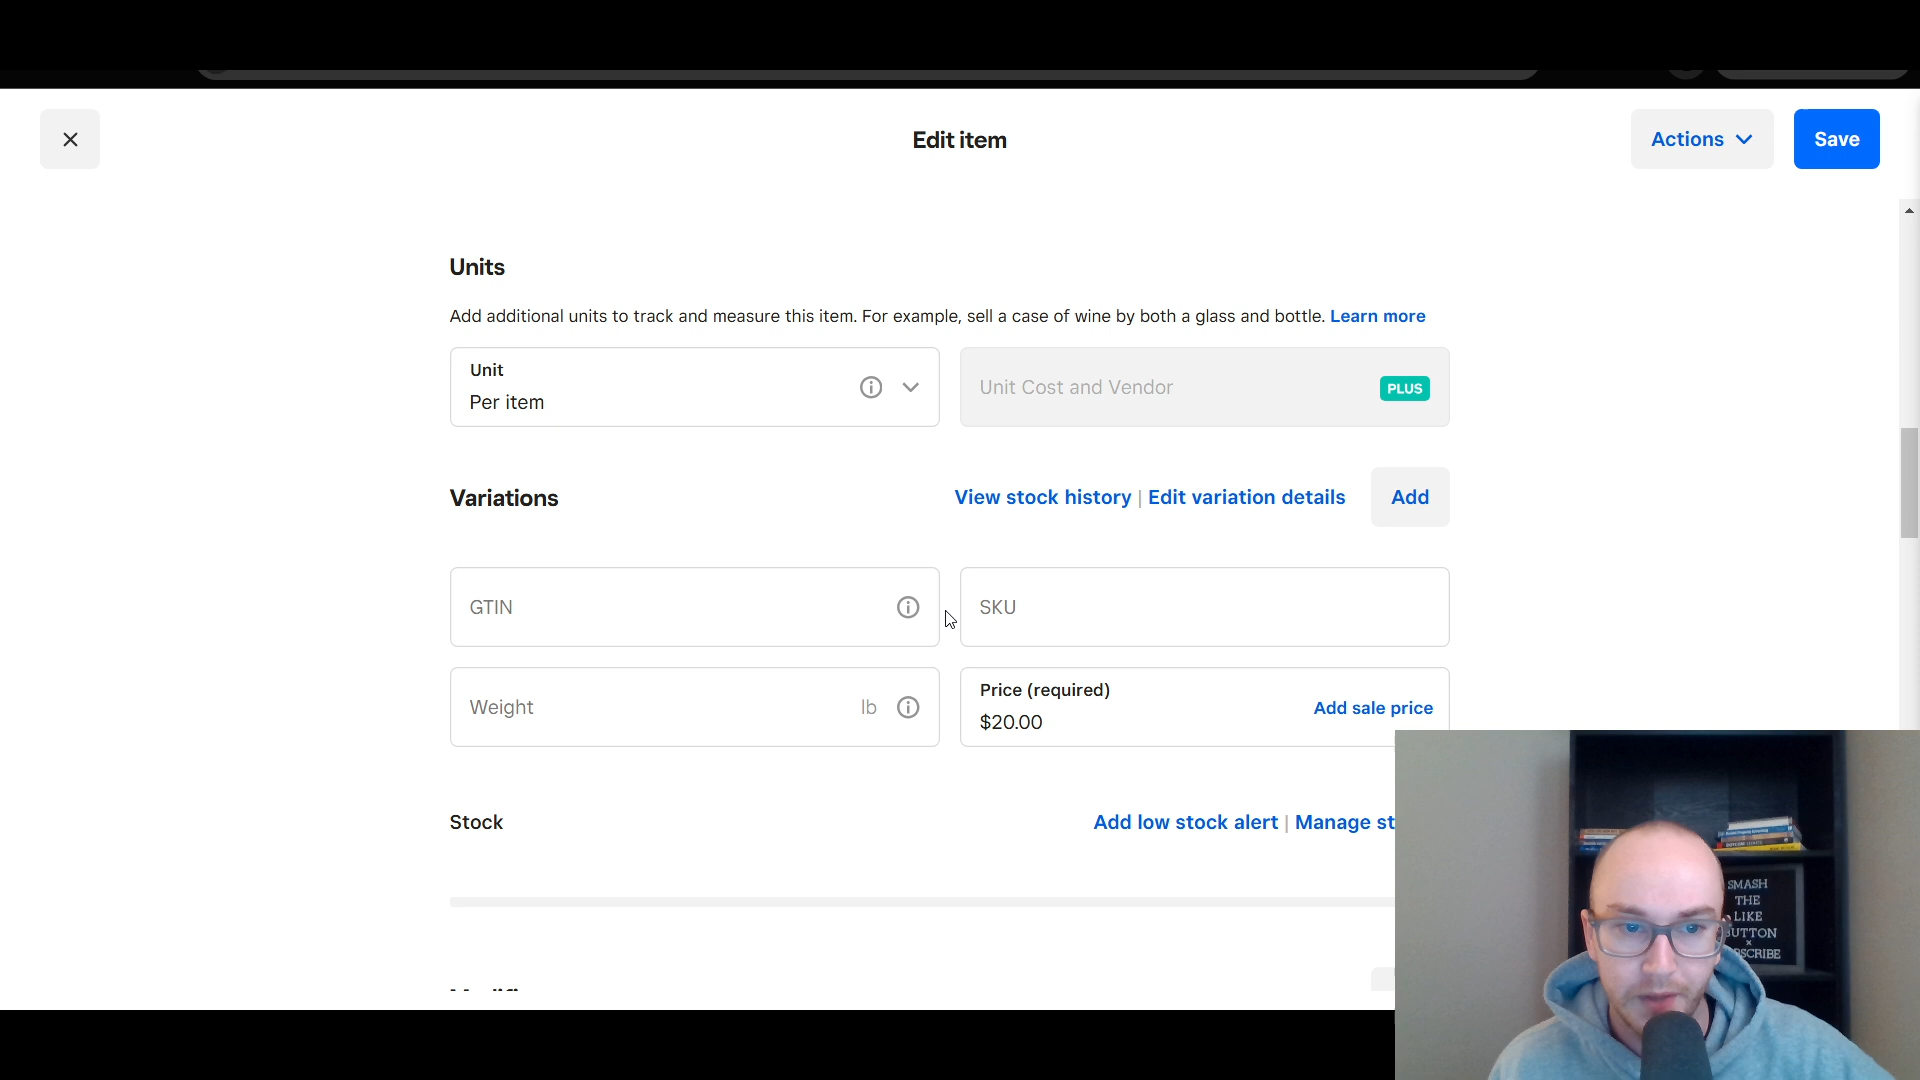 Edit item
Actions
Save
Units
Add additional units to track and measure this item. For example, sell a case of wine by both a glass and bottle. Learn more
Unit
Per item
Unit Cost and Vendor
PLUS
Variations
View stock history | Edit variation details
Add
GTIN
SKU
Weight
lb
Price (required)
$20.00
Add sale price
Stock
Add low stock alert | Manage st
SMASH
THE
LIKE
BUTTON